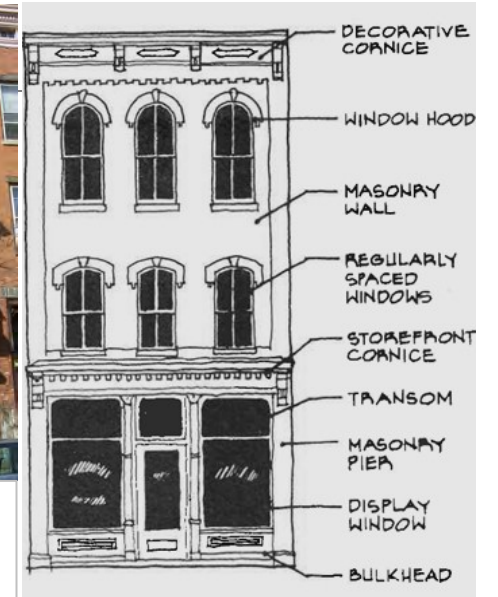 DECORATIVE
CORNICE
WINDOW HOOD
MASONRY
WALL
REGULARLY
SPACED
WINDOWS
STOREFRONT
CORNICE
TRANSOM
MASONRY
PIER
DISPLAY
WINDOW
BULKHEAD